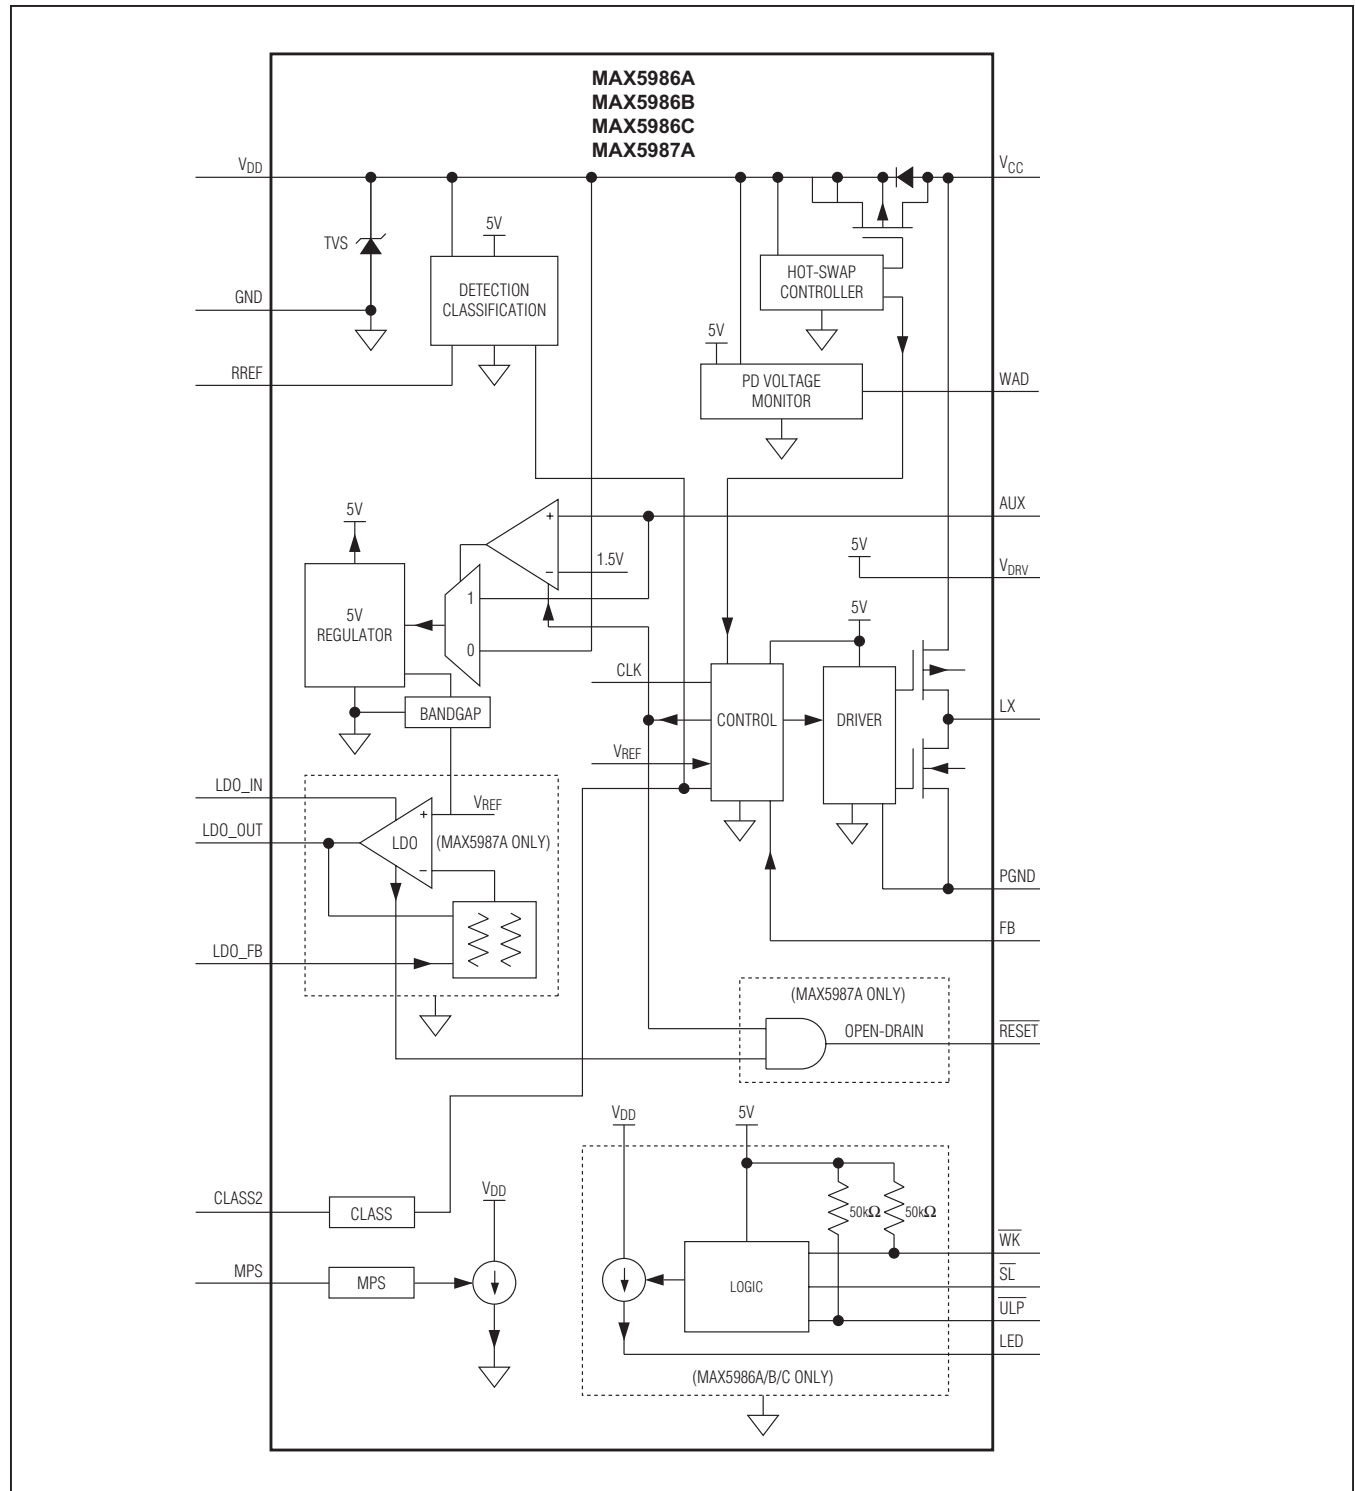 MAX5986A
MAX5986B
MAX5986C
MAX5987A
VDD
VCC
TVS
5V
DETECTION
CLASSIFICATION
HOT-SWAP
CONTROLLER
GND
5V
RREF
PD VOLTAGE
MONITOR
WAD
5V
+
AUX
–
1.5V
5V
VDRV
5V
REGULATOR
1
0
5V
CLK
BANDGAP
CONTROL
DRIVER
LX
VREF
LDO_IN
+
VREF
LDO_OUT
LDO
(MAX5987A ONLY)
–
PGND
FB
LDO_FB
(MAX5987A ONLY)
OPEN-DRAIN
RESET
VDD
5V
CLASS2
CLASS
VDD
50kΩ
50kΩ
WK
MPS
MPS
LOGIC
SL
ULP
LED
(MAX5986A/B/C ONLY)